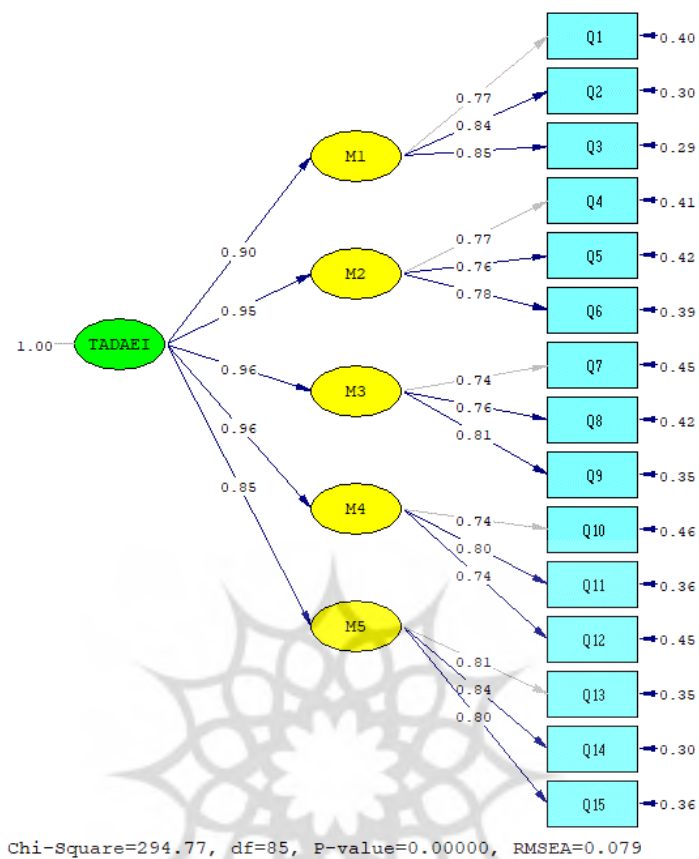 Q1
0.40
0.77
Q2
0.30
0.84
Q3
0.29
0.85
M1
Q4
0.41
0.77
0.90
Q5
0.42
0.76
M2
0.78
Q6
0.39
0.95
1.00
TADAEI
Q7
0.45
0.74
0.96
M3
0.76
Q8
0.42
0.81
Q9
0.35
0.96
0.85
M4
0.74
Q10
0.46
0.80
0.74
Q11
0.36
M5
Q12
0.45
0.81
Q13
0.35
0.84
0.80
Q14
0.30
Q15
0.36
Chi-Square=294.77, df=85, P-value=0.00000, RMSEA=0.079